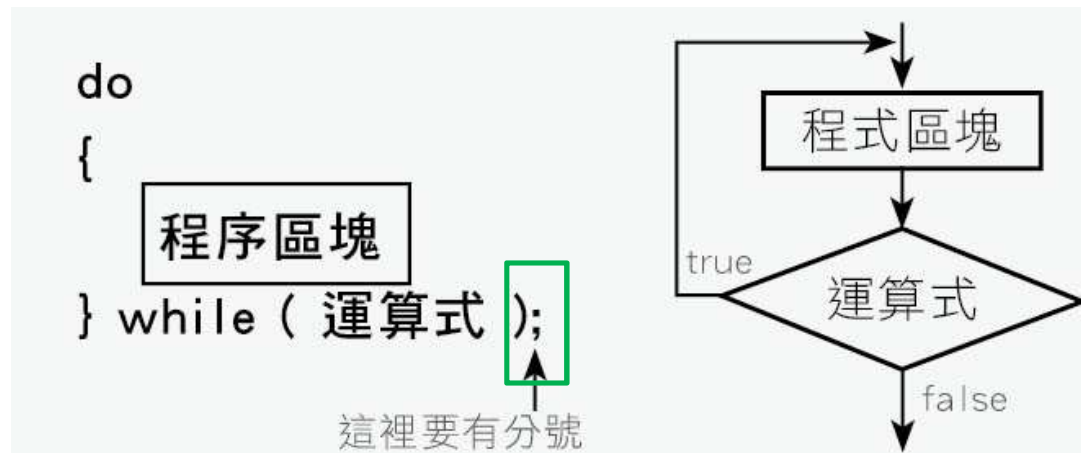 do
{
程序區塊
} while ( 運算式 );
這裡要有分號
程式區塊
true
運算式
false